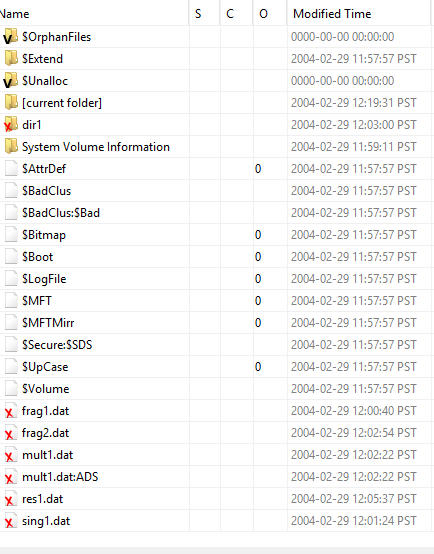 Name S C O Modified Time
$OrphanFiles 0000-00-00 00:00:00
$Extend 2004-02-29 11:57:57 PST
$Unalloc 0000-00-00 00:00:00
[current folder] 2004-02-29 12:19:31 PST
dir1 2004-02-29 12:03:00 PST
System Volume Information 2004-02-29 11:59:11 PST
$AttrDef 0 2004-02-29 11:57:57 PST
$BadClus 2004-02-29 11:57:57 PST
$BadClus:$Bad 2004-02-29 11:57:57 PST
$Bitmap 0 2004-02-29 11:57:57 PST
$Boot 0 2004-02-29 11:57:57 PST
$LogFile 0 2004-02-29 11:57:57 PST
$MFT 0 2004-02-29 11:57:57 PST
$MFTMirr 0 2004-02-29 11:57:57 PST
$Secure:$SDS 2004-02-29 11:57:57 PST
$UpCase 0 2004-02-29 11:57:57 PST
$Volume 2004-02-29 11:57:57 PST
frag1.dat 2004-02-29 12:00:40 PST
frag2.dat 2004-02-29 12:02:54 PST
mult1.dat 2004-02-29 12:02:22 PST
mult1.dat:ADS 2004-02-29 12:02:22 PST
res1.dat 2004-02-29 12:05:37 PST
sing1.dat 2004-02-29 12:01:24 PST